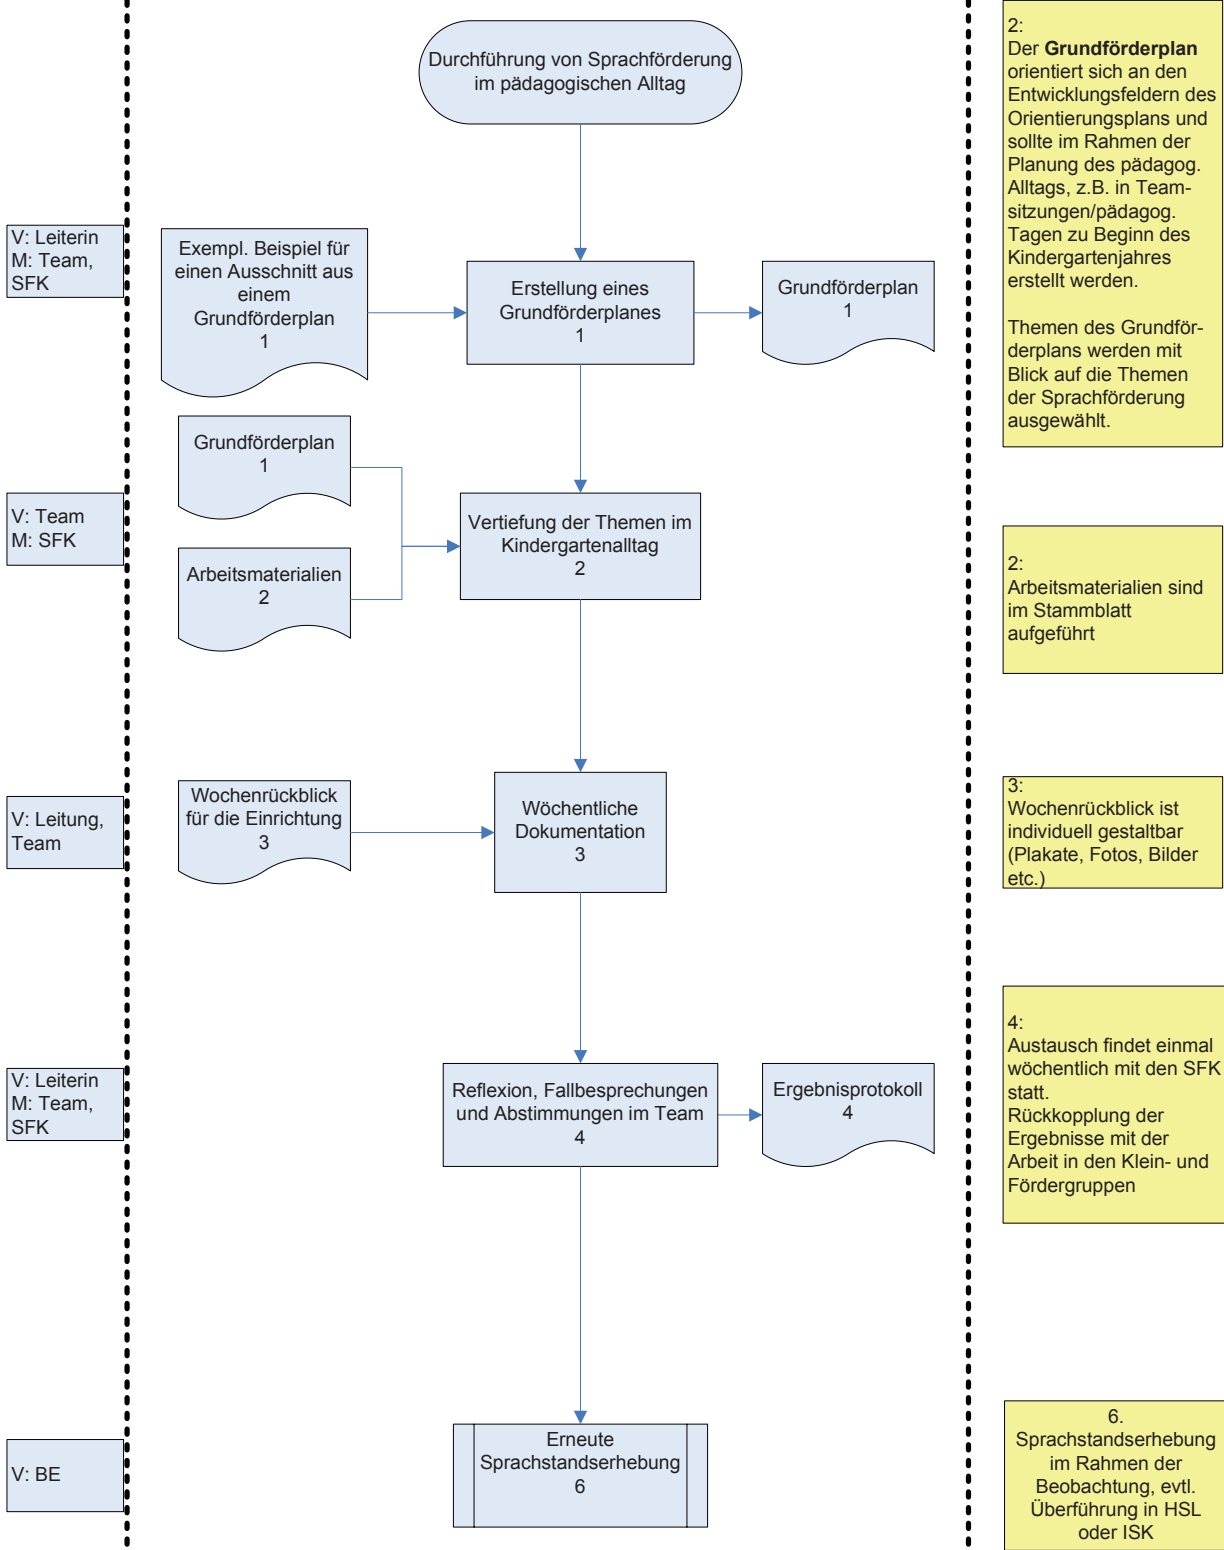 Durchführung von Sprachförderung
im pädagogischen Alltag
2:
Der Grundförderplan
orientiert sich an den
Entwicklungsfeldern des
Orientierungsplans und
sollte im Rahmen der
Planung des pädagog.
Alltags, z.B. in Team-
sitzungen/pädagog.
Tagen zu Beginn des
Kindergartenjahres
erstellt werden.
Themen des Grundför-
derplans werden mit
Blick auf die Themen
der Sprachförderung
ausgewählt.
V: Leiterin
M: Team,
SFK
Exempl. Beispiel für
einen Ausschnitt aus
einem
Grundförderplan
1
Erstellung eines
Grundförderplanes
1
Grundförderplan
1
V: Team
M: SFK
Grundförderplan
1
Arbeitsmaterialien
2
Vertiefung der Themen im
Kindergartenalltag
2
2:
Arbeitsmaterialien sind
im Stammblatt
aufgeführt
V: Leitung,
Team
Wochenrückblick
für die Einrichtung
3
Wöchentliche
Dokumentation
3
3:
Wochenrückblick ist
individuell gestaltbar
(Plakate, Fotos, Bilder
etc.)
V: Leiterin
M: Team,
SFK
Reflexion, Fallbesprechungen
und Abstimmungen im Team
4
Ergebnisprotokoll
4
4:
Austausch findet einmal
wöchentlich mit den SFK
statt.
Rückkopplung der
Ergebnisse mit der
Arbeit in den Klein- und
Fördergruppen
V: BE
Erneute
Sprachstandserhebung
6
6.
Sprachstandserhebung
im Rahmen der
Beobachtung, evtl.
Überführung in HSL
oder ISK